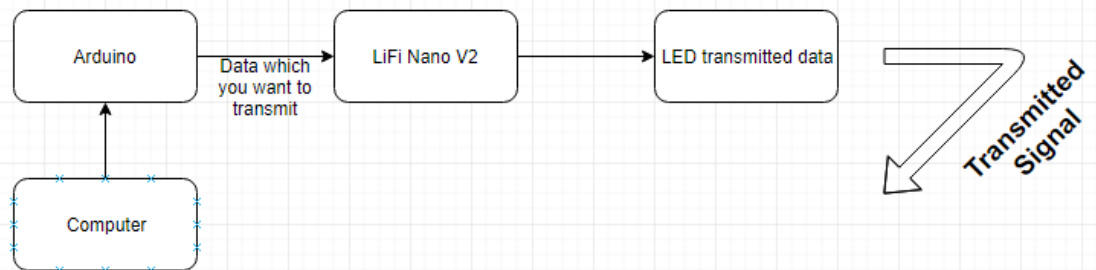 Arduino
Data which
you want to
transmit
LiFi Nano V2
LED transmitted data
Transmitted
Signal
Computer